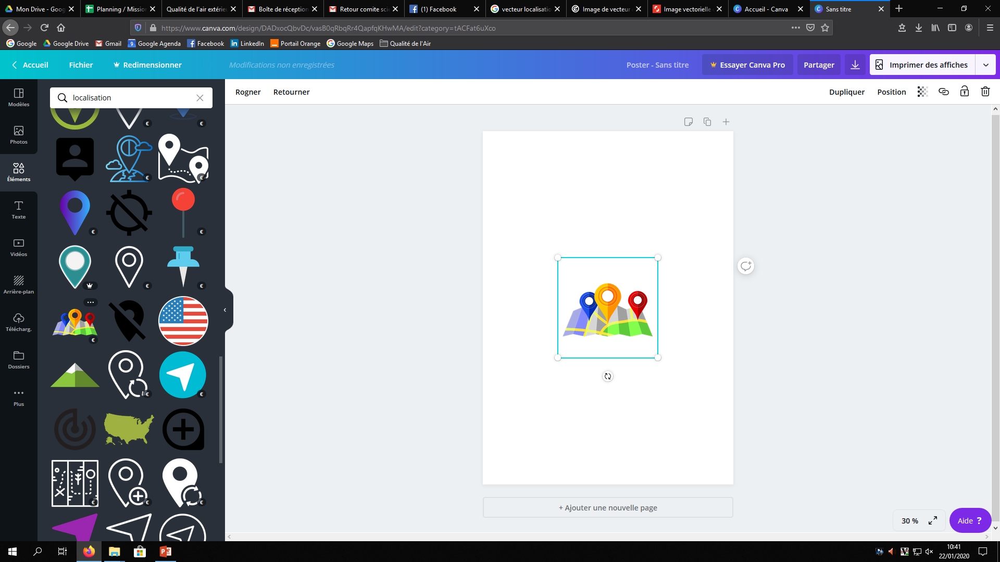 Mon Drive - Goog
Planning / Mission
Qualité de l'air extérie
Boîte de réception
Retour comite sci
(1) Facebook
vecteur localisatio
Image de vecteur
Image vectorielle
Accueil - Canva
Sans titre
https://www.canva.com/design/DADxocQbvDc/vasB0qRbqRr4QapfqKHwMA/edit?category=tACFat6uXco
Google
Google Drive
Gmail
Google Agenda
Facebook
LinkedIn
Portail Orange
Google Maps
Qualité de l'Air
Accueil
Fichier
Redimensionner
Modifications non enregistrées
Poster - Sans titre
Essayer Canva Pro
Partager
Imprimer des affiches
localisation
Rogner
Retourner
Dupliquer
Position
Modèles
Photos
Éléments
Texte
Vidéos
Arrière-plan
Télécharg.
Dossiers
Plus
+ Ajouter une nouvelle page
30 %
Aide ?
10:41
22/01/2020